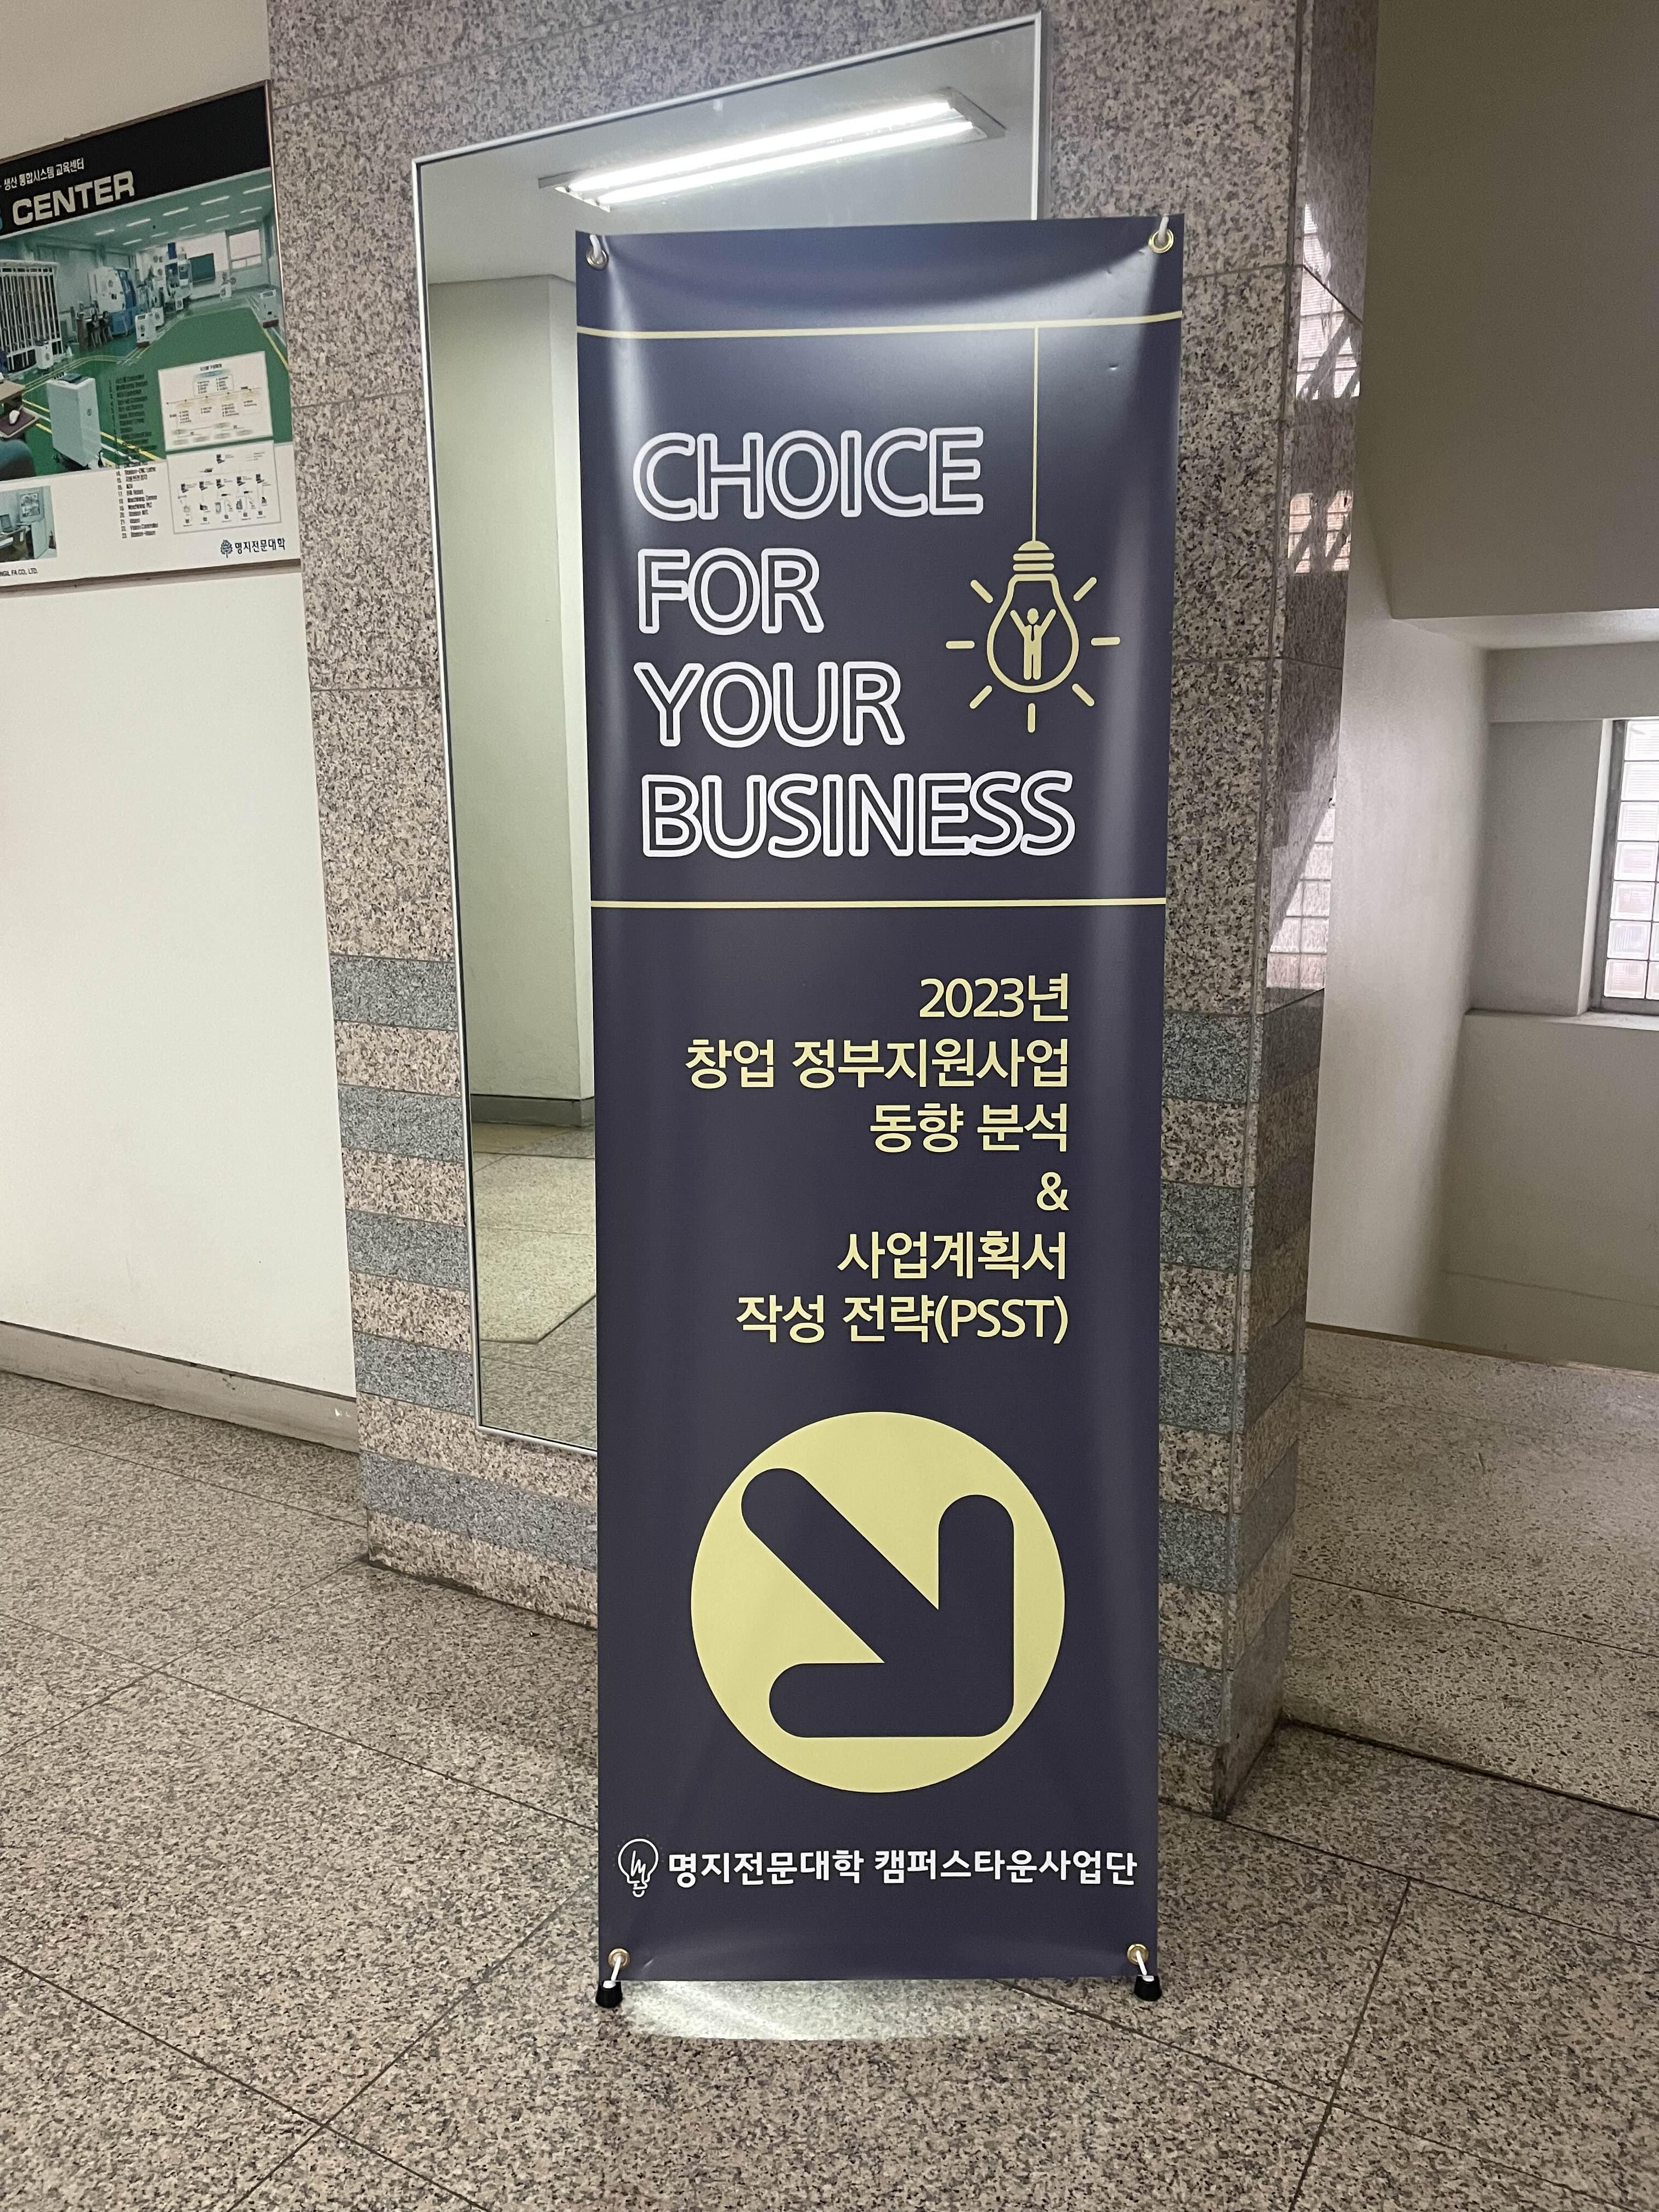 생산 통합시스템 교육센터
CENTER
명지전문대학
CHOICE
FOR
YOUR
BUSINESS
2023년
창업 정부지원사업
동향 분석
&
사업계획서
작성 전략(PSST)
명지전문대학 캠퍼스타운사업단